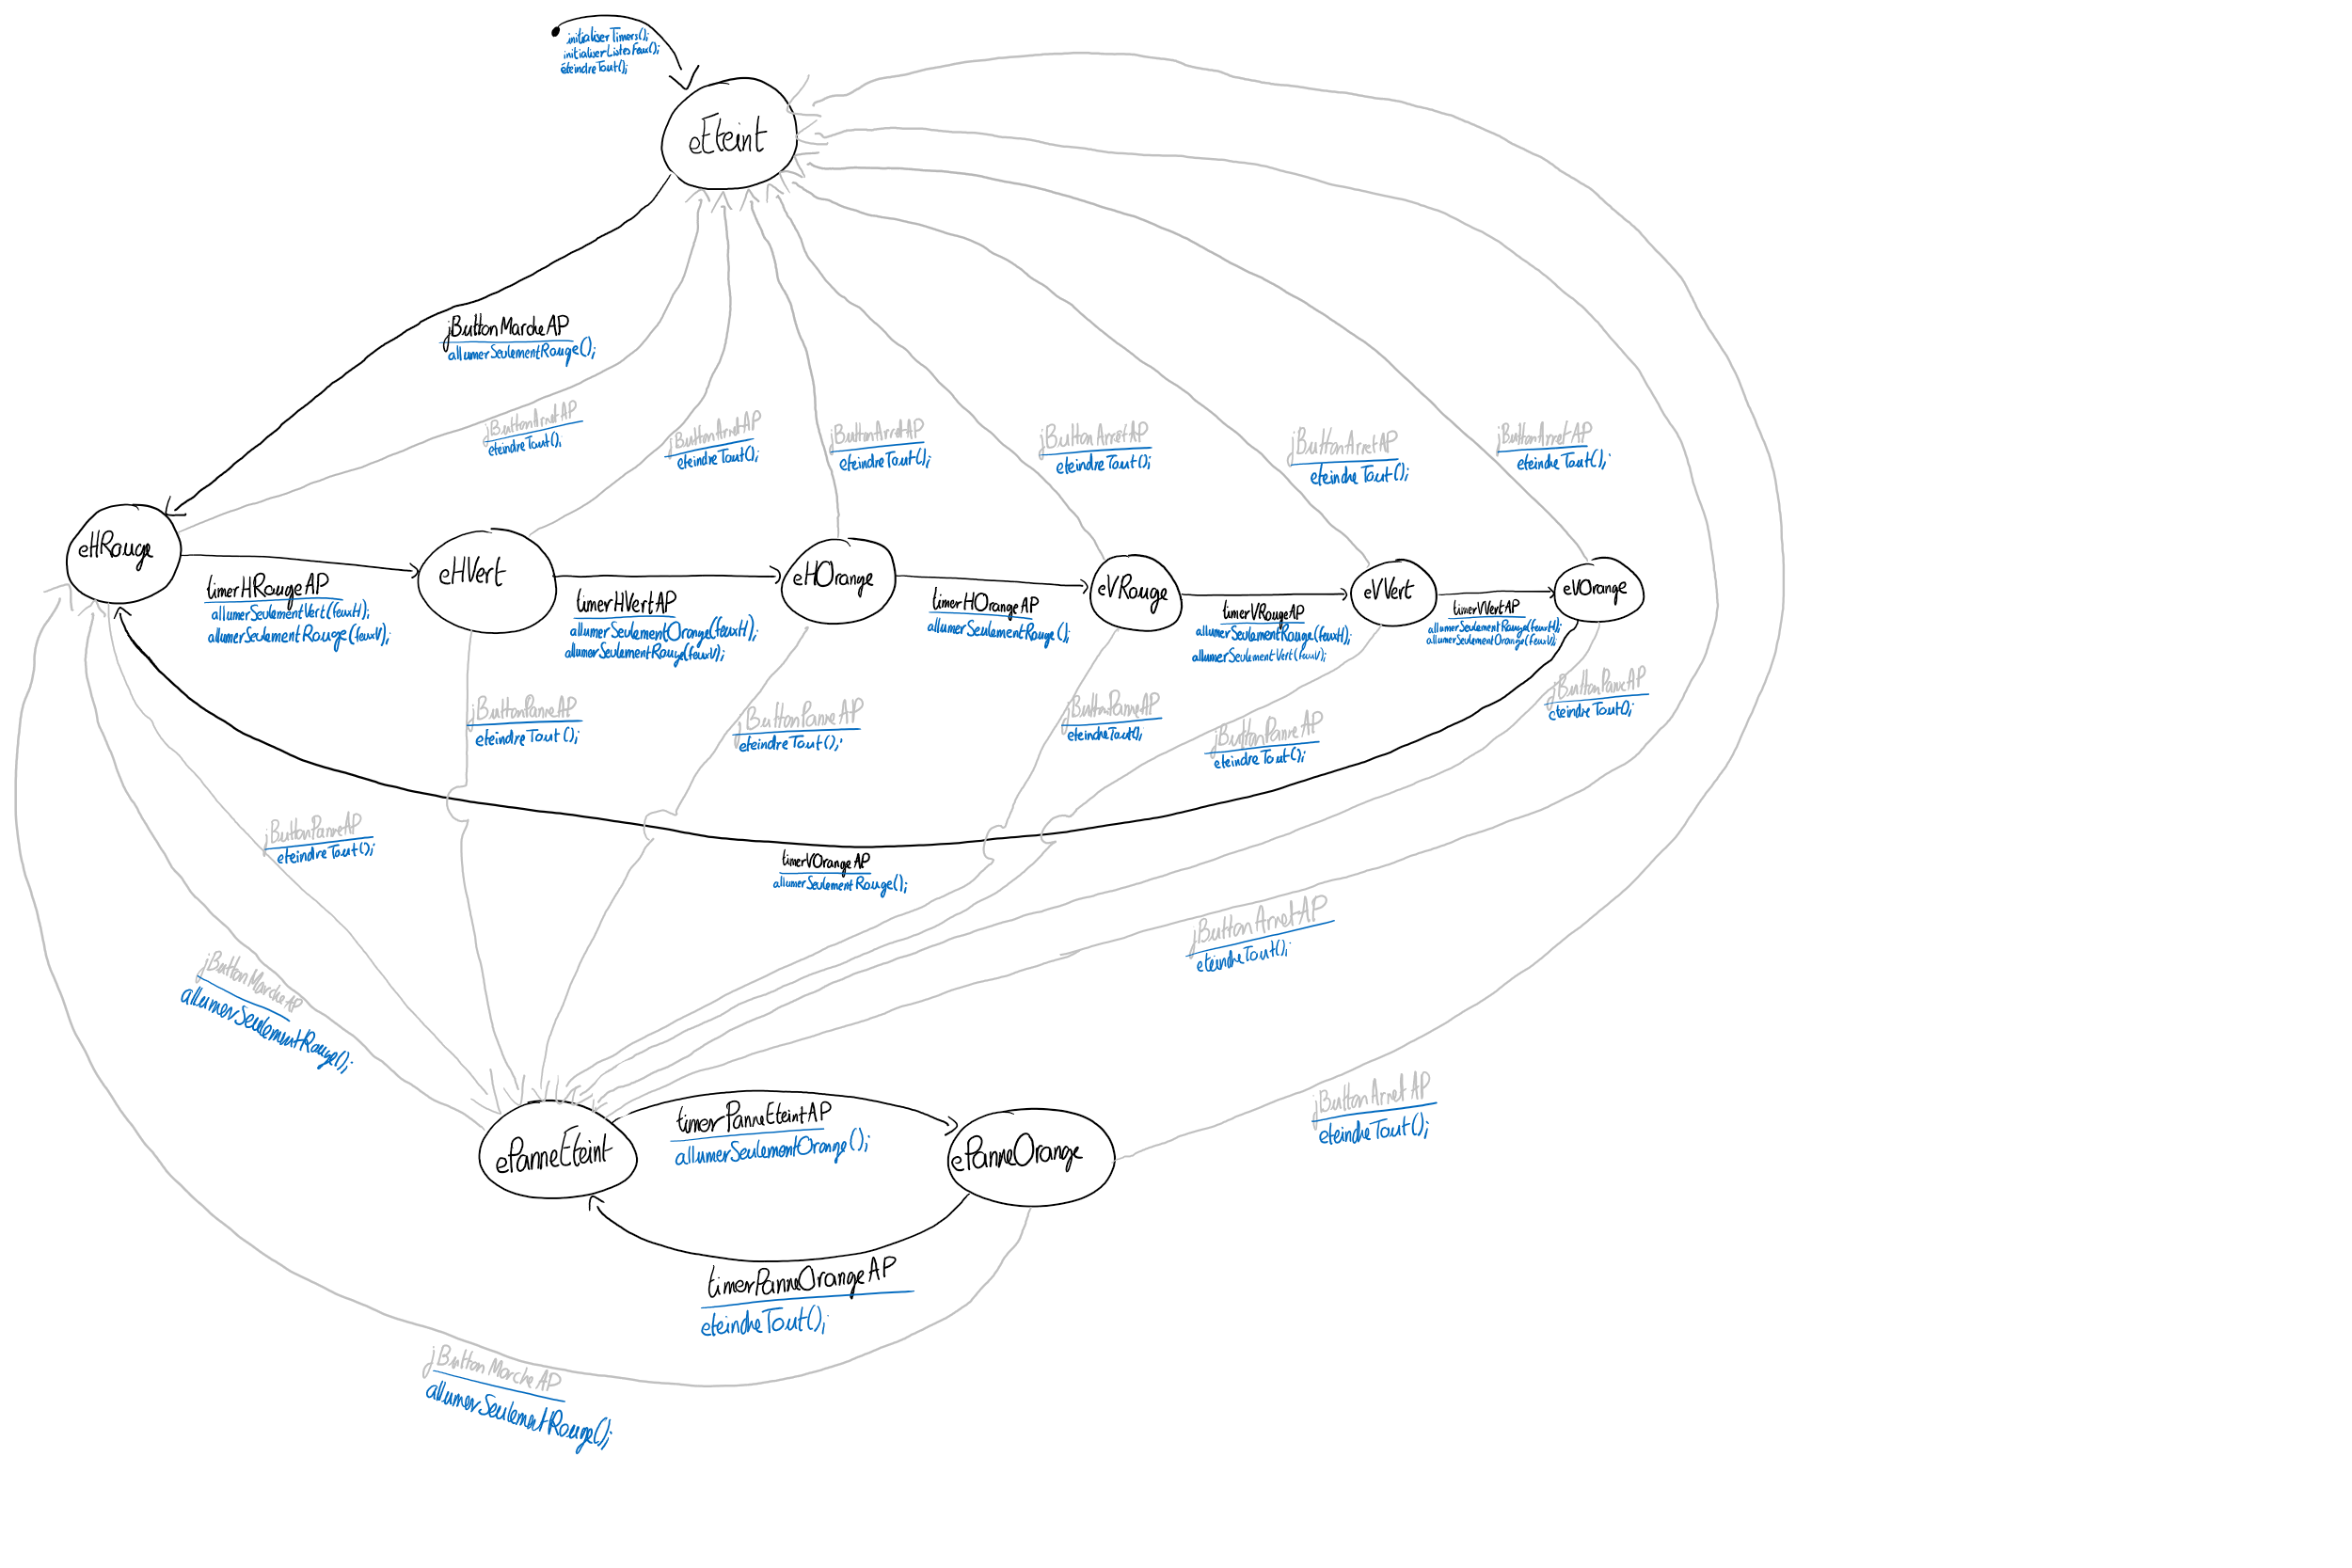 initialiserTimers();
initialiserListesFeux();
éteindreTout();
eEteint
jButtonMarcheAP
allumerSeulementRouge();
jButtonArretAP
eteindreTout();
jButtonArretAP
eteindreTout();
jButtonArretAP
eteindreTout();
jButtonArretAP
eteindreTout();
jButtonArretAP
eteindreTout();
jButtonArretAP
eteindreTout();
eHRouge
eHVert
eHOrange
eVRouge
eVVert
eVOrange
timerHRougeAP
allumerSeulementVert(feuxH);
allumerSeulementRouge(feuxV);
timerHVertAP
allumerSeulementOrange(feuxH);
allumerSeulementRouge(feuxV);
timerHOrangeAP
allumerSeulementRouge();
timerVRougeAP
allumerSeulementRouge(feuxH);
allumerSeulementVert(feuxV);
timerVVertAP
allumerSeulementRouge(feuxH);
allumerSeulementOrange(feuxV);
jButtonPanneAP
eteindreTout();
jButtonPanneAP
eteindreTout();
jButtonPanneAP
eteindreTout();
jButtonPanneAP
eteindreTout();
jButtonPanneAP
eteindreTout();
jButtonPanneAP
eteindreTout();
timerVOrangeAP
allumerSeulementRouge();
jButtonArretAP
eteindreTout();
jButtonMarcheAP
allumerSeulementRouge();
jButtonArretAP
eteindreTout();
ePanneEteint
timerPanneEteintAP
allumerSeulementOrange();
ePanneOrange
timerPanneOrangeAP
eteindreTout();
jButtonMarcheAP
allumerSeulementRouge();